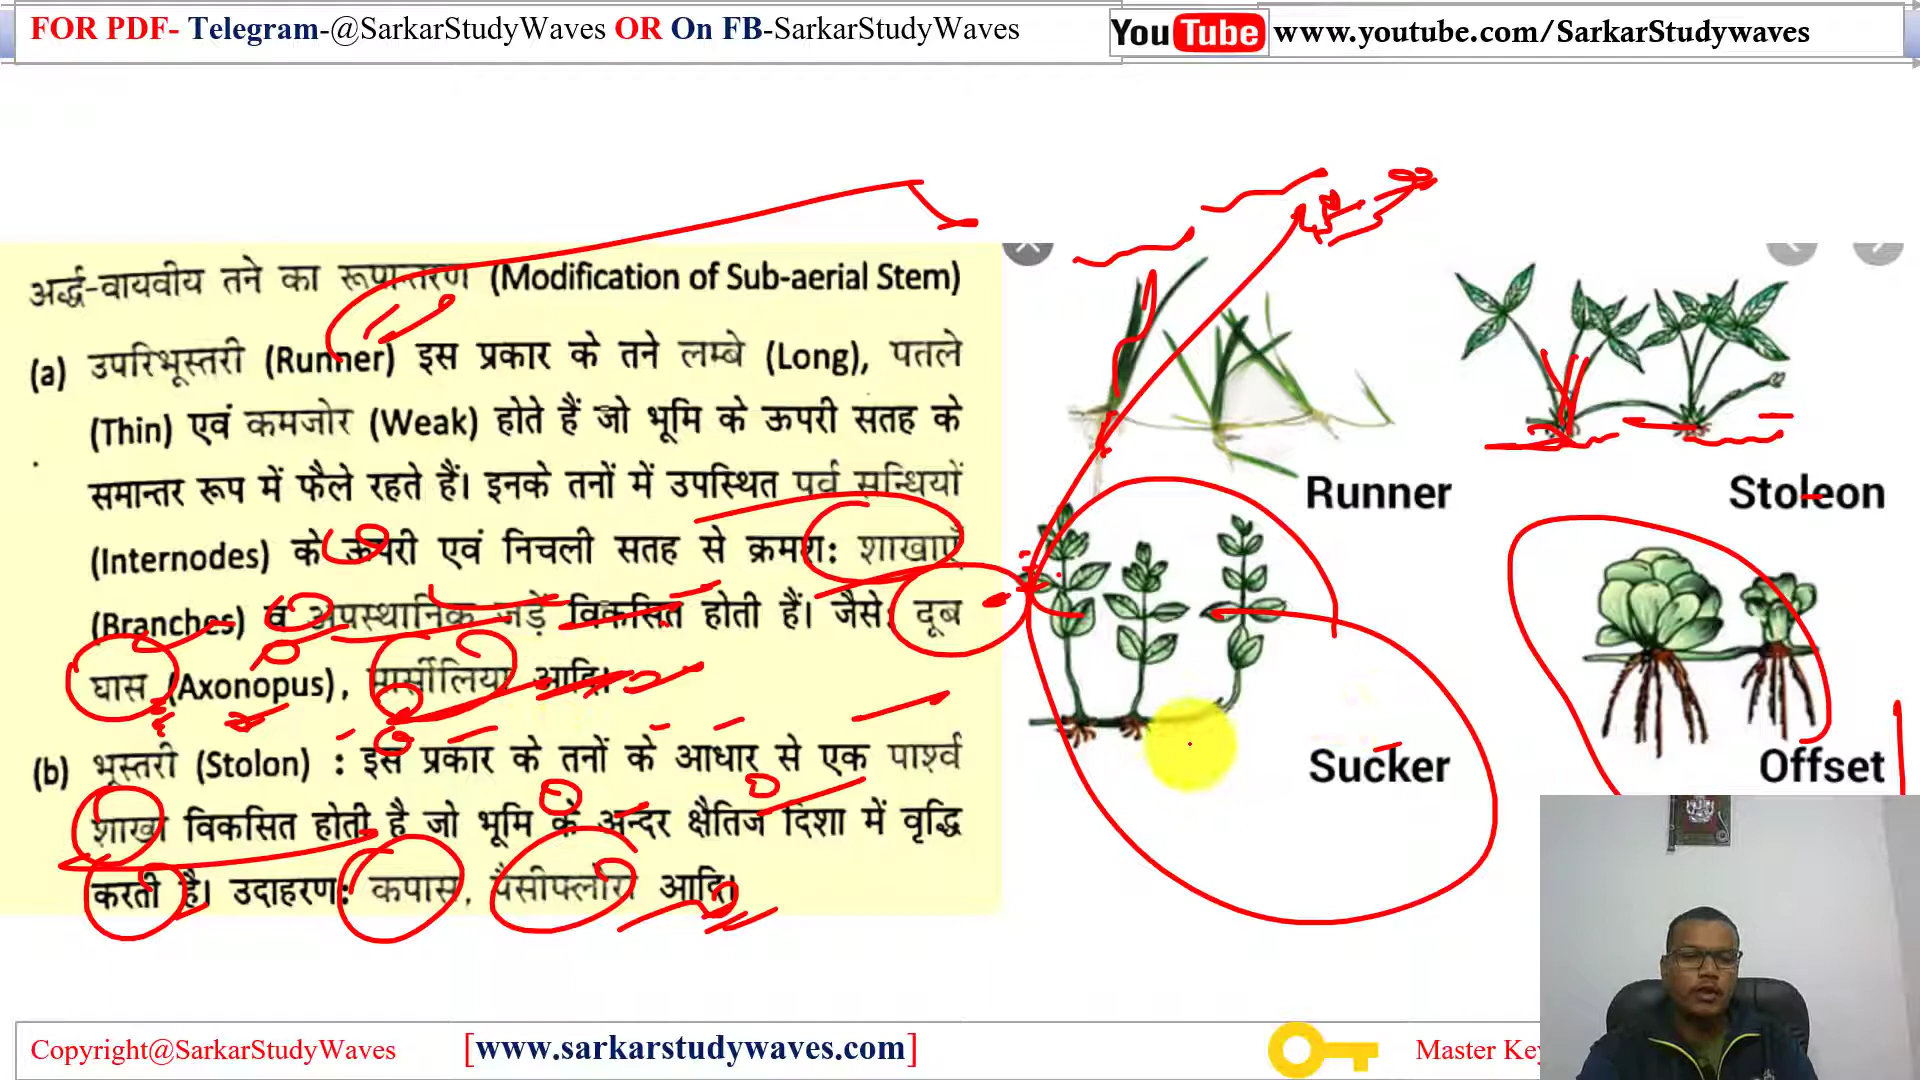 FOR PDF- Telegram-@SarkarStudyWaves OR On FB-SarkarStudyWaves
YouTube www.youtube.com/SarkarStudywaves
अर्द्ध-वायवीय तने का रूपान्तरण (Modification of Sub-aerial Stem)
(a) उपरिभूस्तरी (Runner) इस प्रकार के तने लम्बे (Long), पतले
(Thin) एवं कमजोर (Weak) होते हैं जो भूमि के ऊपरी सतह के
समान्तर रूप में फैले रहते हैं। इनके तनों में उपस्थित पर्व सन्धियों
(Internodes) के ऊपरी एवं निचली सतह से क्रमश: शाखाएँ
(Branches) व अपस्थानिक जड़ें विकसित होती हैं। जैसे: दूब
घास (Axonopus), मार्सीलिया आदि।
(b) भूस्तरी (Stolon) : इस प्रकार के तनों के आधार से एक पार्श्व
शाखा विकसित होती है जो भूमि के अन्दर क्षैतिज दिशा में वृद्धि
करती है। उदाहरण: कपास, पैसीफ्लोरा आदि।
Runner
Stoleon
Sucker
Offset
Copyright@SarkarStudyWaves
[www.sarkarstudywaves.com]
Master Key